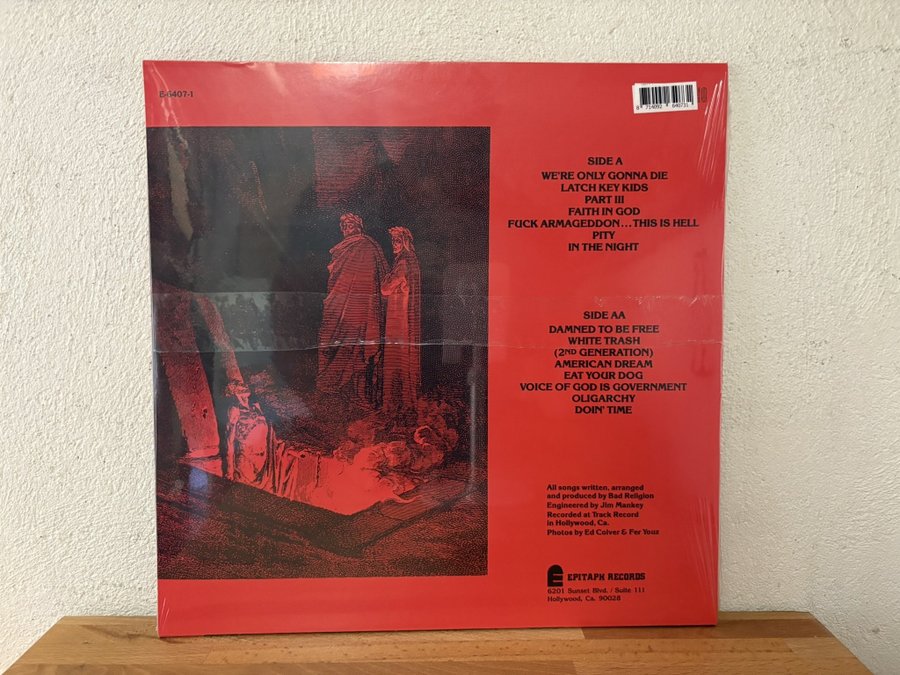 E-6407-1
8 714092 640731
SIDE A
WE'RE ONLY GONNA DIE
LATCH KEY KIDS
PART III
FAITH IN GOD
FUCK ARMAGEDDON...THIS IS HELL
PITY
IN THE NIGHT
SIDE AA
DAMNED TO BE FREE
WHITE TRASH
(2ND GENERATION)
AMERICAN DREAM
EAT YOUR DOG
VOICE OF GOD IS GOVERNMENT
OLIGARCHY
DOIN' TIME
All songs written, arranged
and produced by Bad Religion
Engineered by Jim Mankey
Recorded at Track Record
in Hollywood, Ca.
Photos by Ed Colver & Fer Youz
E EPITAPH RECORDS
6201 Sunset Blvd. / Suite 111
Hollywood, Ca. 90028